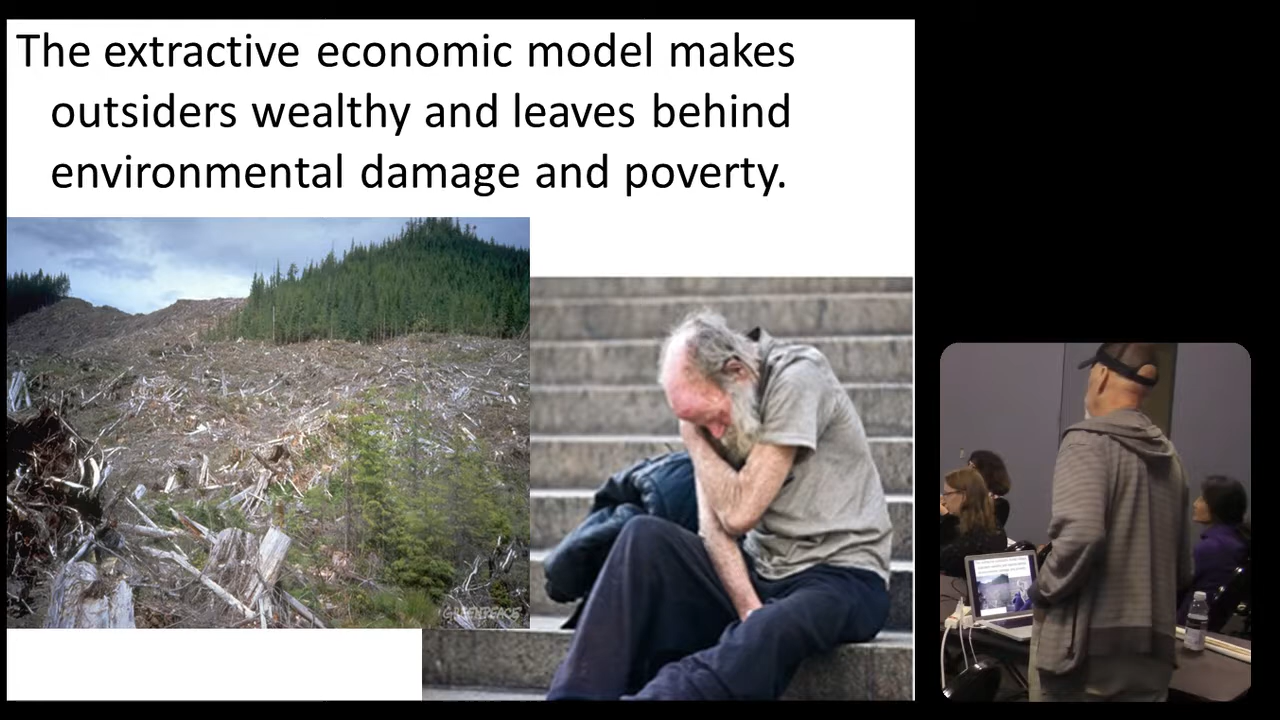 The extractive economic model makes
outsiders wealthy and leaves behind
environmental damage and poverty.
GREENPEACE